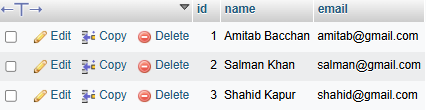 id name email
Edit Copy Delete 1 Amitab Bacchan amitab@gmail.com
Edit Copy Delete 2 Salman Khan salman@gmail.com
Edit Copy Delete 3 Shahid Kapur shahid@gmail.com